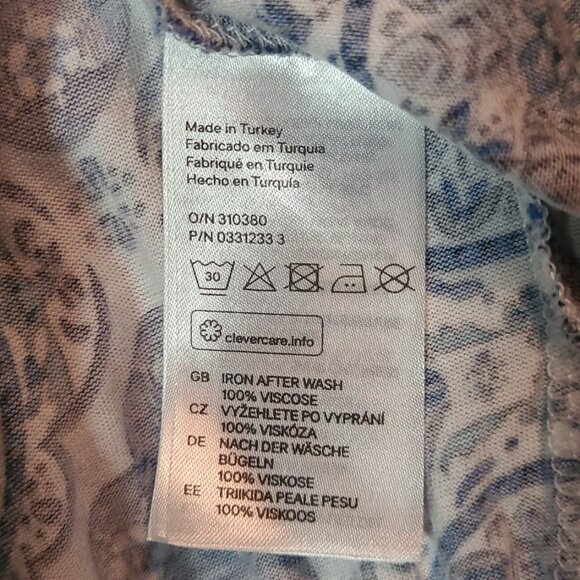 Made in Turkey
Fabricado em Turquia
Fabriqué en Turquie
Hecho en Turquía
O/N 310380
P/N 0331233 3
30
clevercare.info
GB IRON AFTER WASH
100% VISCOSE
CZ VYŽEHLETE PO VYPRÁNÍ
100% VISKÓZA
DE NACH DER WÄSCHE
BÜGELN
100% VISKOSE
EE TRIIKIDA PEALE PESU
100% VISKOOS